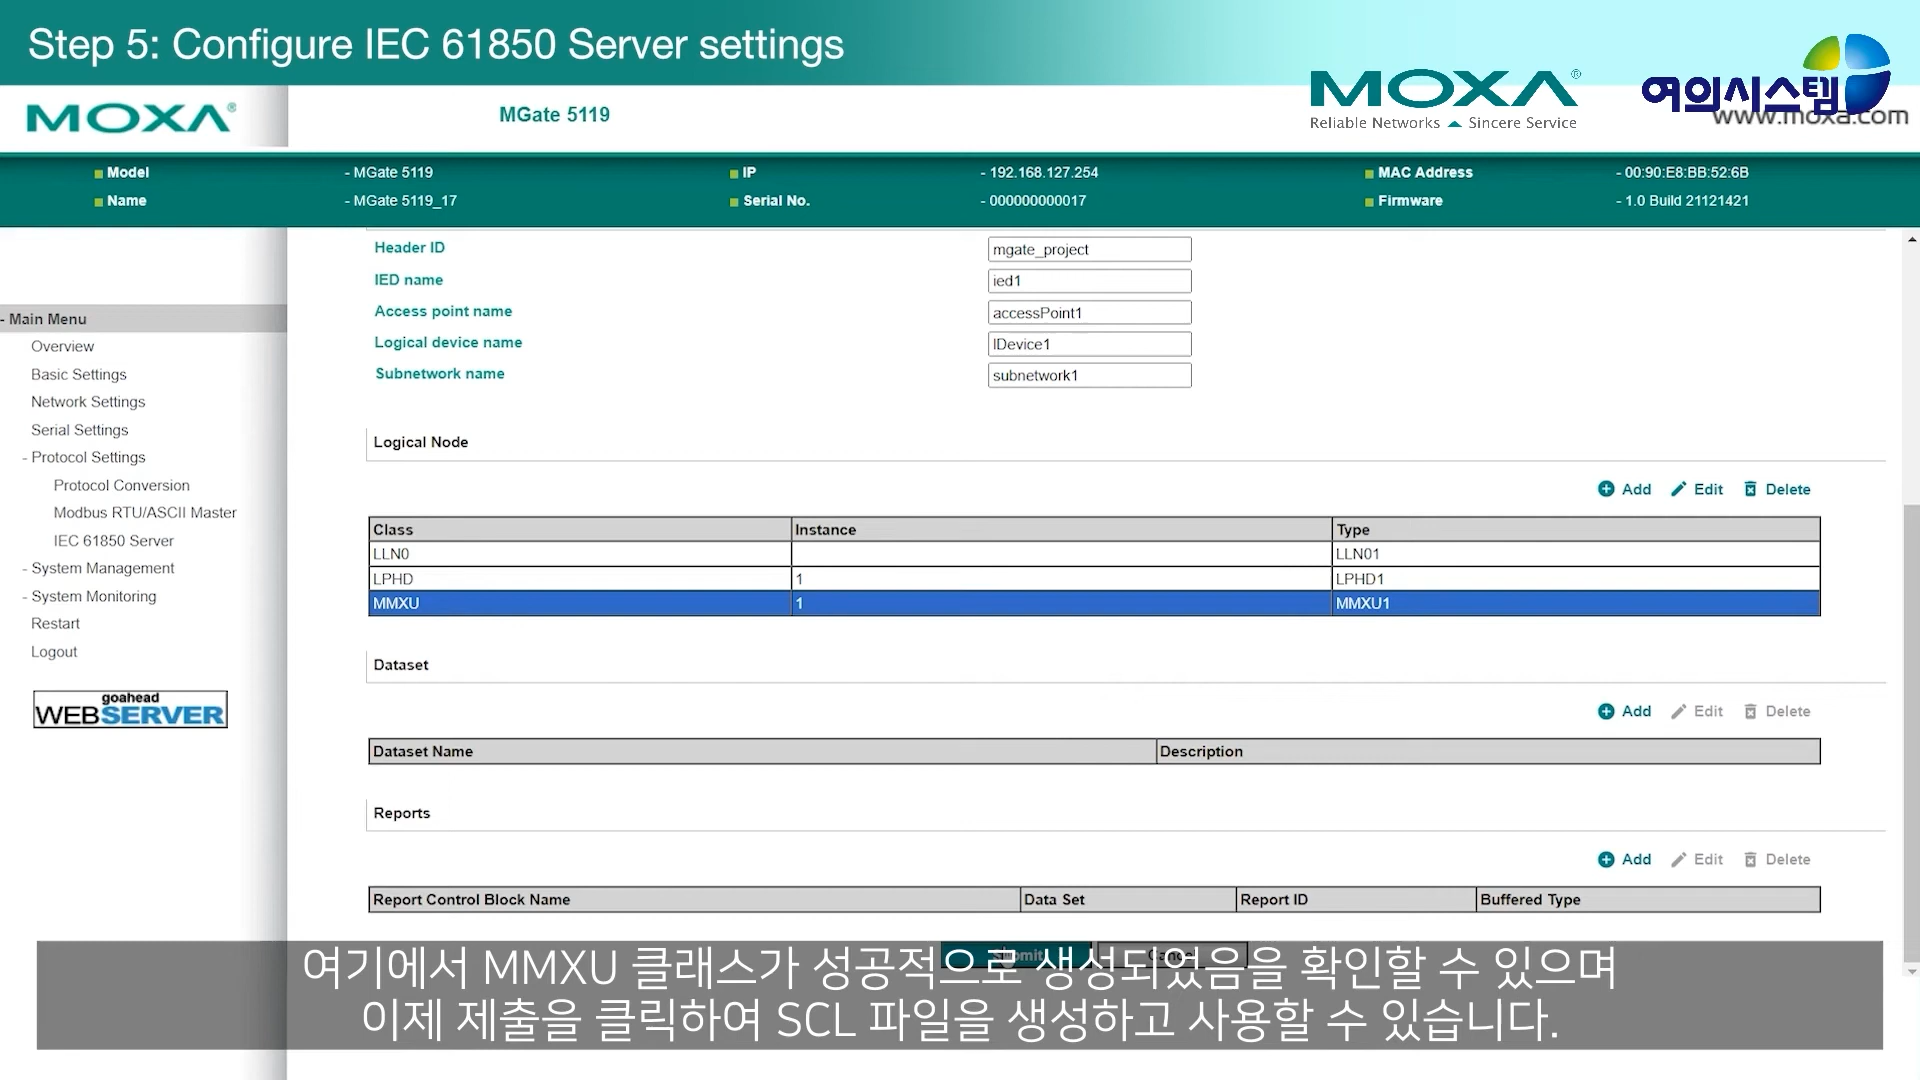 Step 5: Configure IEC 61850 Server settings
MOXA®
MGate 5119
MOXA®
Reliable Networks ▲ Sincere Service
여의시스템
www.moxa.com
Model - MGate 5119 IP - 192.168.127.254 MAC Address - 00:90:E8:BB:52:6B
Name - MGate 5119_17 Serial No. - 000000000017 Firmware - 1.0 Build 21121421
- Main Menu
Overview
Basic Settings
Network Settings
Serial Settings
- Protocol Settings
Protocol Conversion
Modbus RTU/ASCII Master
IEC 61850 Server
- System Management
- System Monitoring
Restart
Logout
goahead
WEBSERVER
Header ID mgate_project
IED name ied1
Access point name accessPoint1
Logical device name lDevice1
Subnetwork name subnetwork1
Logical Node
Add Edit Delete
Class Instance Type
LLN0 LLN01
LPHD 1 LPHD1
MMXU 1 MMXU1
Dataset
Add Edit Delete
Dataset Name Description
Reports
Add Edit Delete
Report Control Block Name Data Set Report ID Buffered Type
여기에서 MMXU 클래스가 성공적으로 생성되었음을 확인할 수 있으며
이제 제출을 클릭하여 SCL 파일을 생성하고 사용할 수 있습니다.